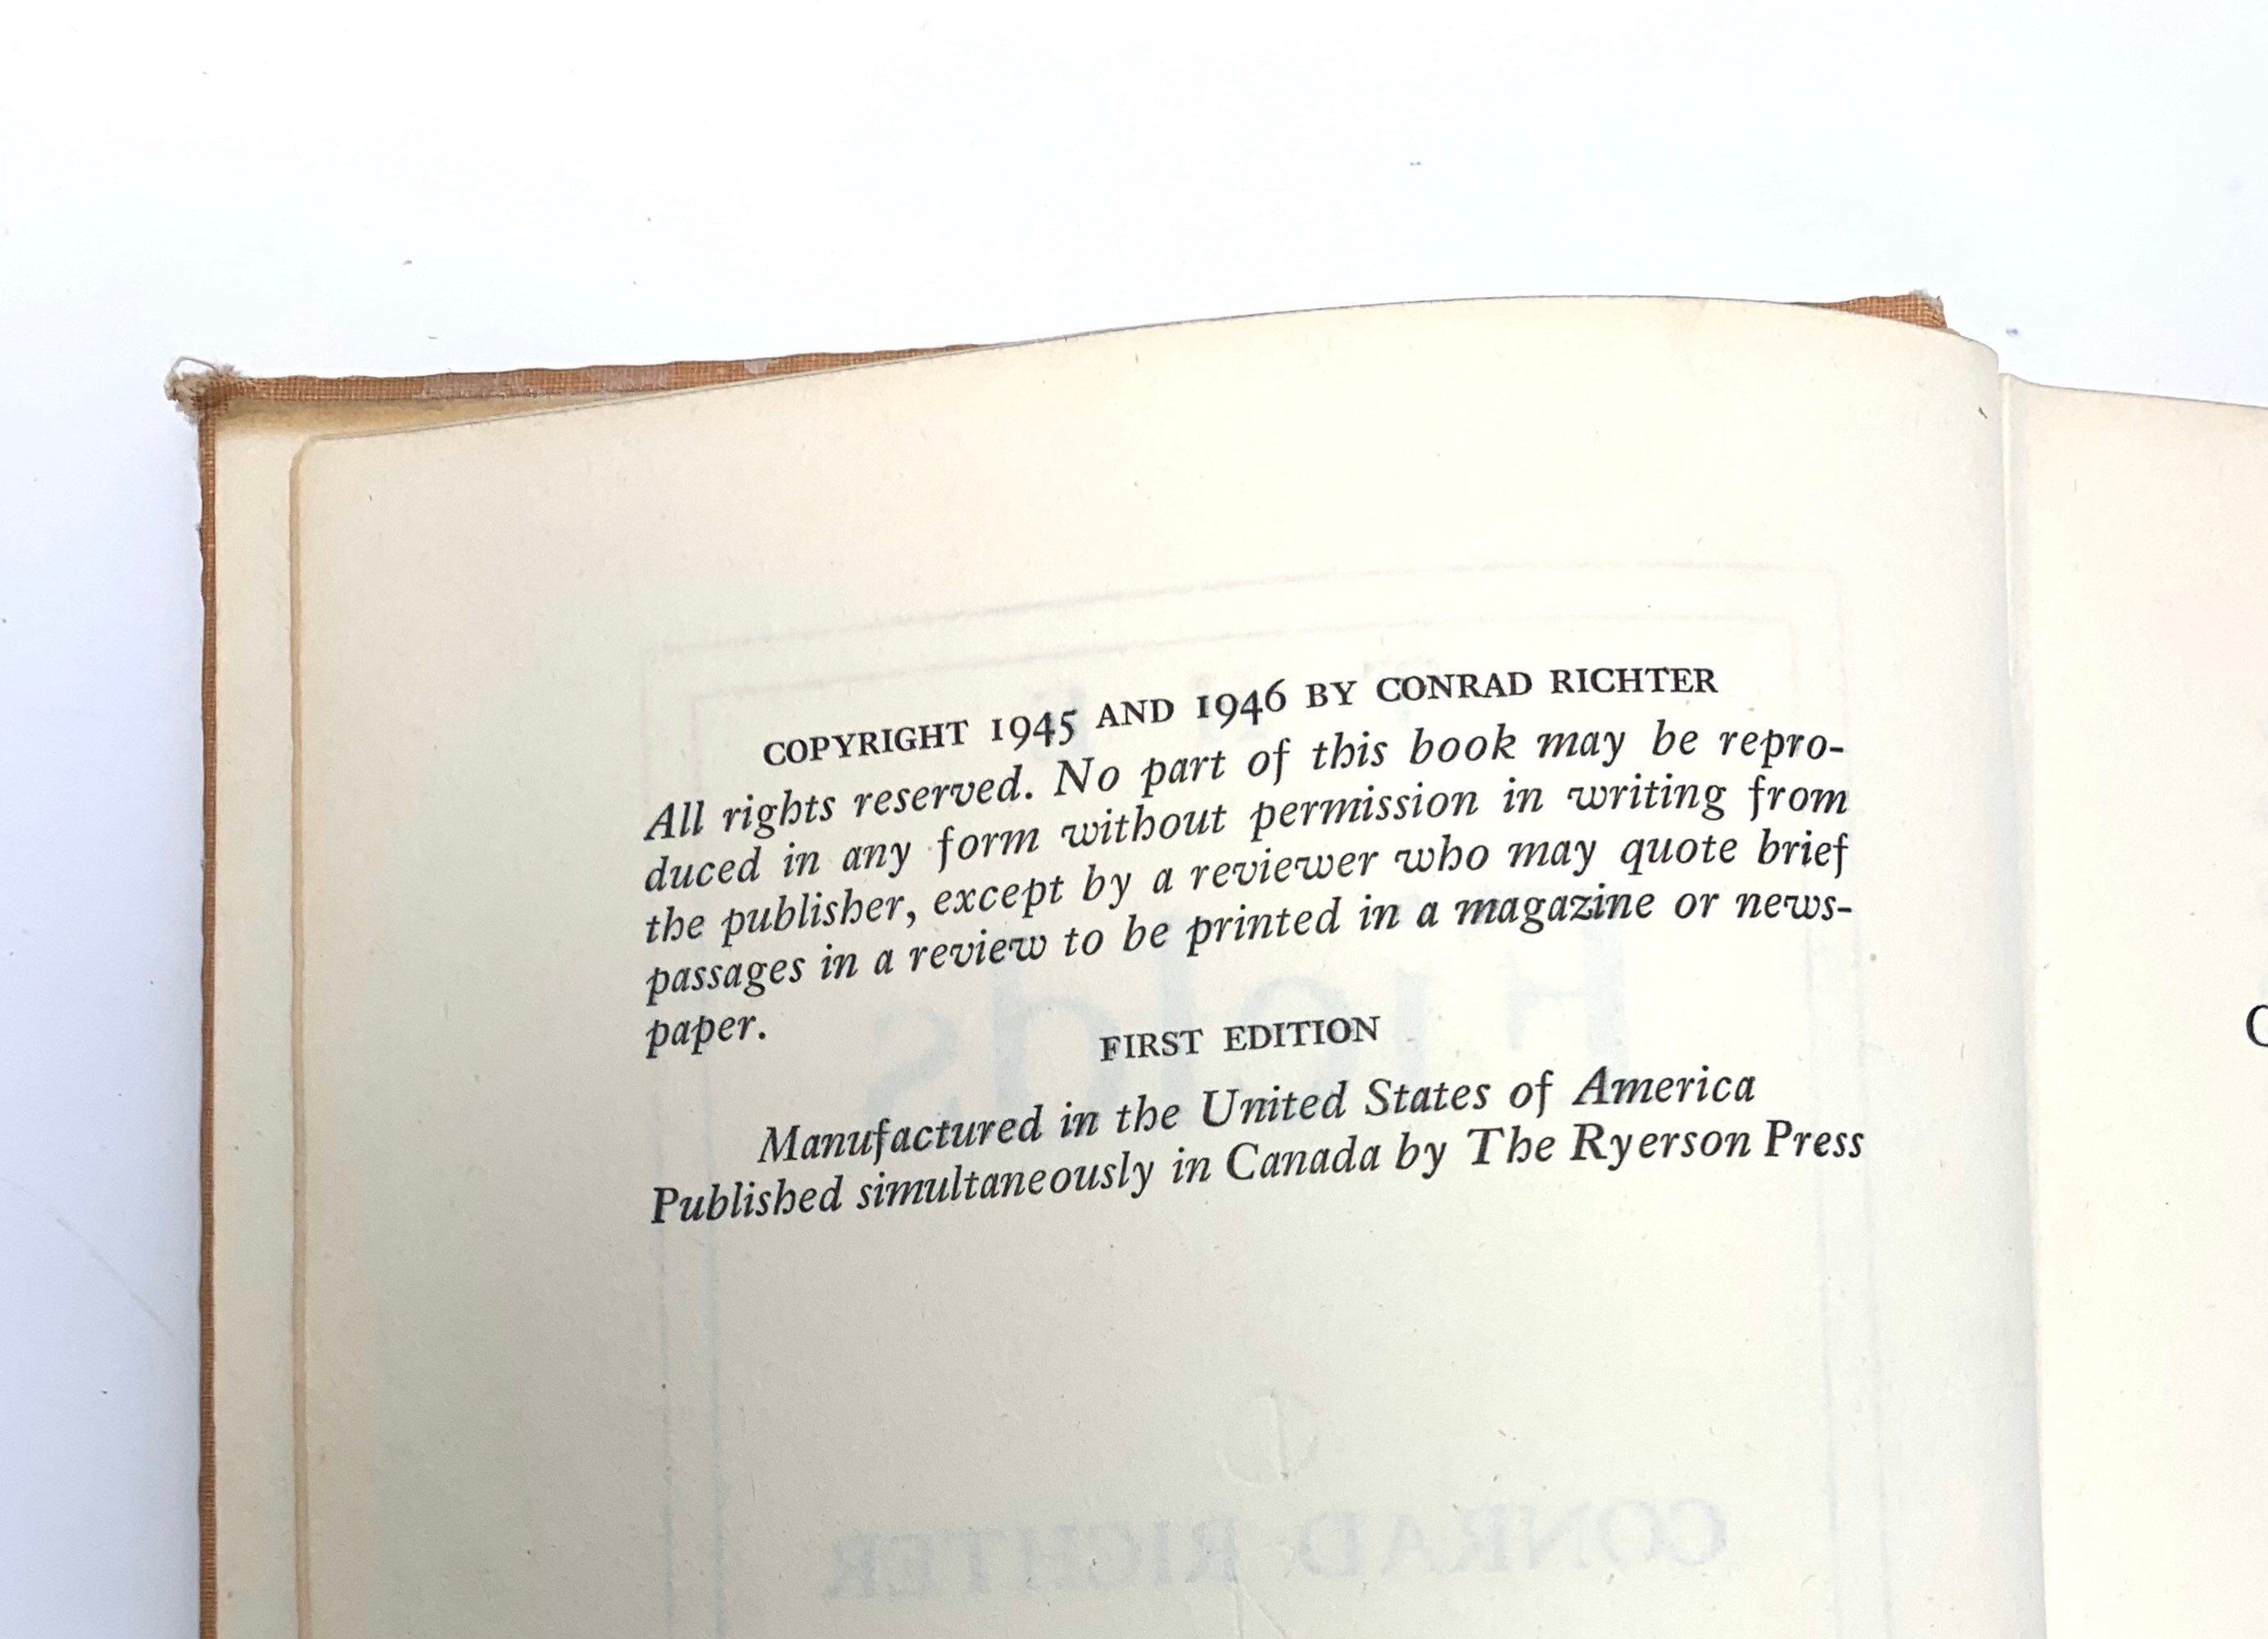 COPYRIGHT 1945 AND 1946 BY CONRAD RICHTER
All rights reserved. No part of this book may be repro-
duced in any form without permission in writing from
the publisher, except by a reviewer who may quote brief
passages in a review to be printed in a magazine or news-
paper.
FIRST EDITION
Manufactured in the United States of America
Published simultaneously in Canada by The Ryerson Press
Fields
CONRAD RICHTER